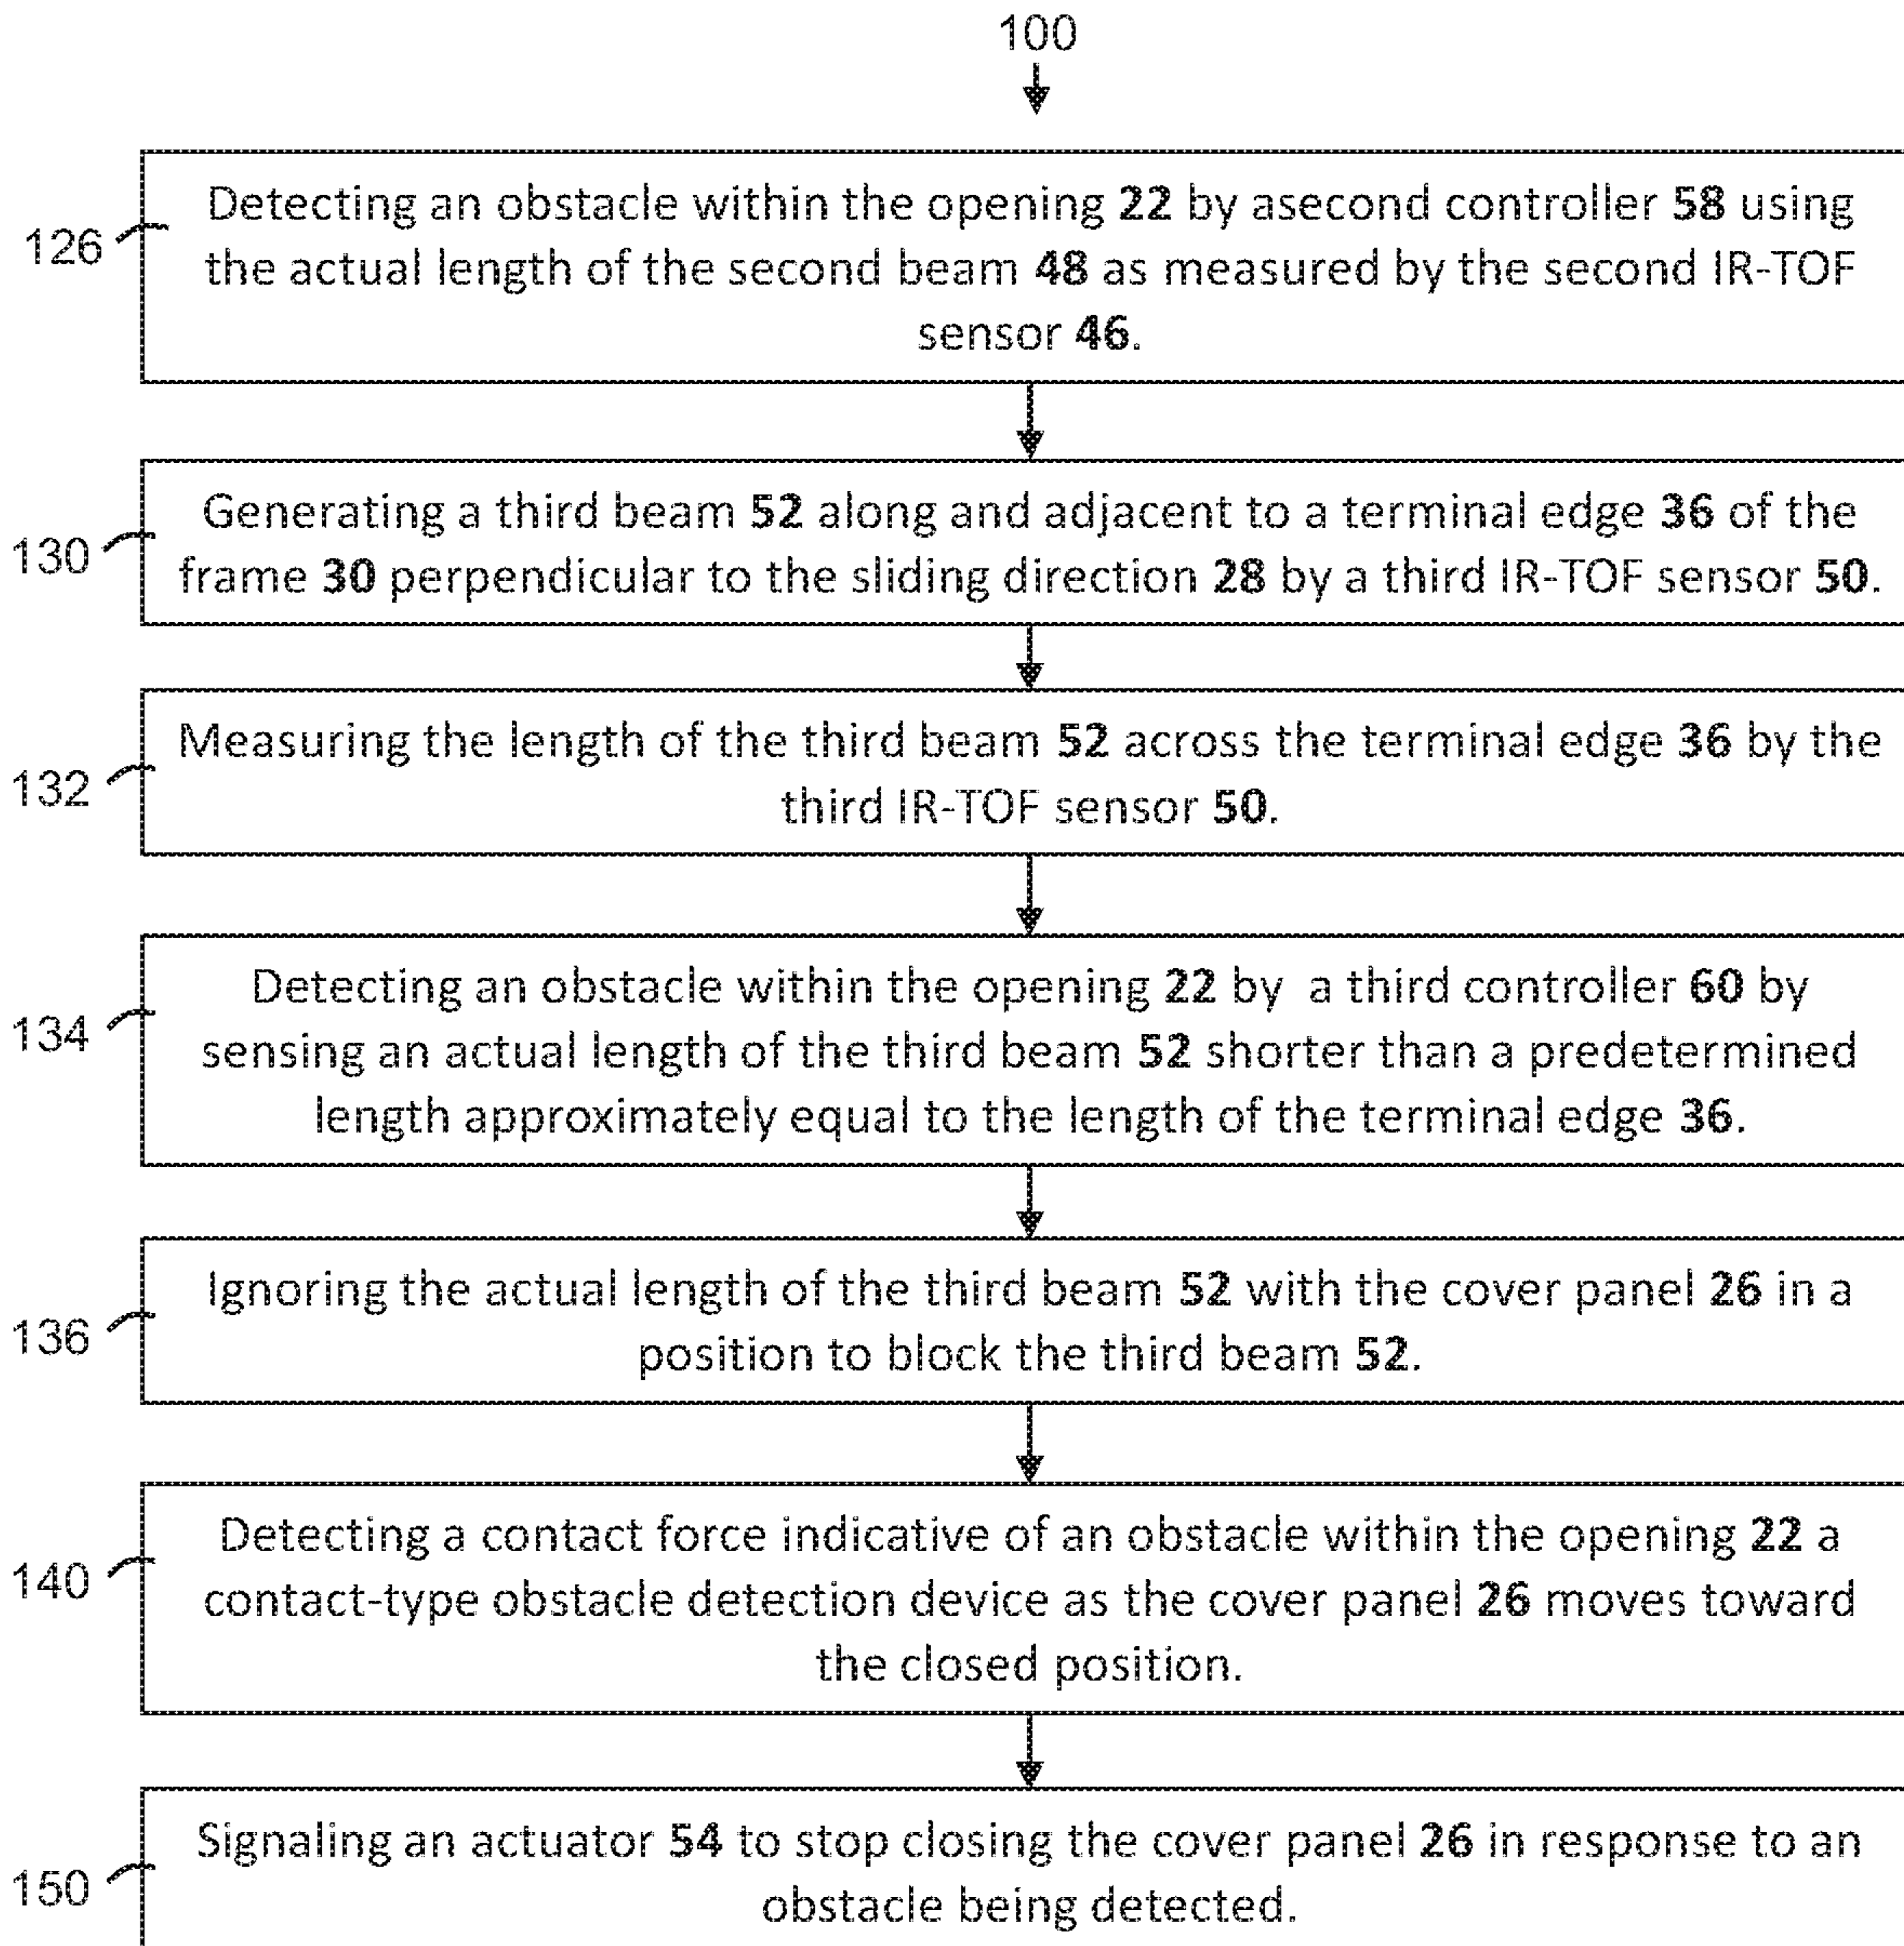 100
126
Detecting an obstacle within the opening 22 by asecond controller 58 using
the actual length of the second beam 48 as measured by the second IR-TOF
sensor 46.
130
Generating a third beam 52 along and adjacent to a terminal edge 36 of the
frame 30 perpendicular to the sliding direction 28 by a third IR-TOF sensor 50.
132
Measuring the length of the third beam 52 across the terminal edge 36 by the
third IR-TOF sensor 50.
134
Detecting an obstacle within the opening 22 by a third controller 60 by
sensing an actual length of the third beam 52 shorter than a predetermined
length approximately equal to the length of the terminal edge 36.
136
Ignoring the actual length of the third beam 52 with the cover panel 26 in a
position to block the third beam 52.
140
Detecting a contact force indicative of an obstacle within the opening 22 a
contact-type obstacle detection device as the cover panel 26 moves toward
the closed position.
150
Signaling an actuator 54 to stop closing the cover panel 26 in response to an
obstacle being detected.